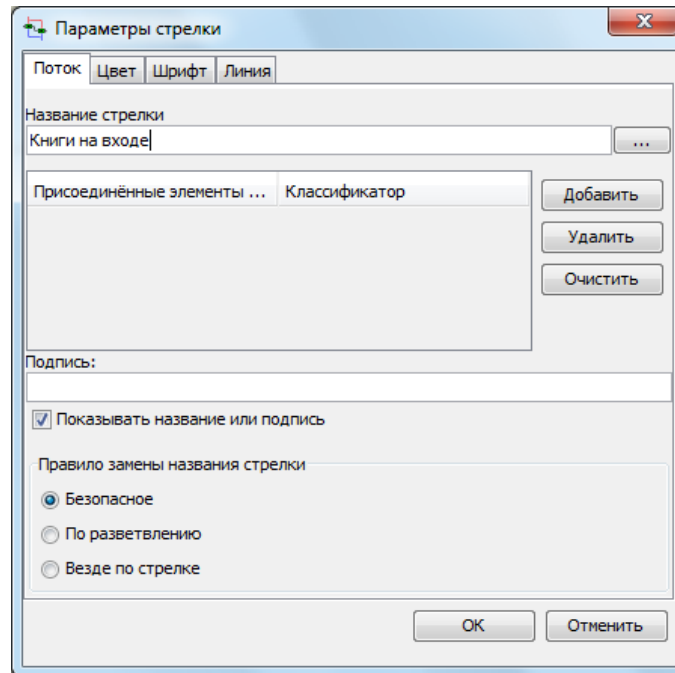 Параметры стрелки
Поток Цвет Шрифт Линия
Название стрелки
Книги на входе ...
Присоединённые элементы ... Классификатор
Добавить
Удалить
Очистить
Подпись:
Показывать название или подпись
Правило замены названия стрелки
Безопасное
По разветвлению
Везде по стрелке
ОК Отменить